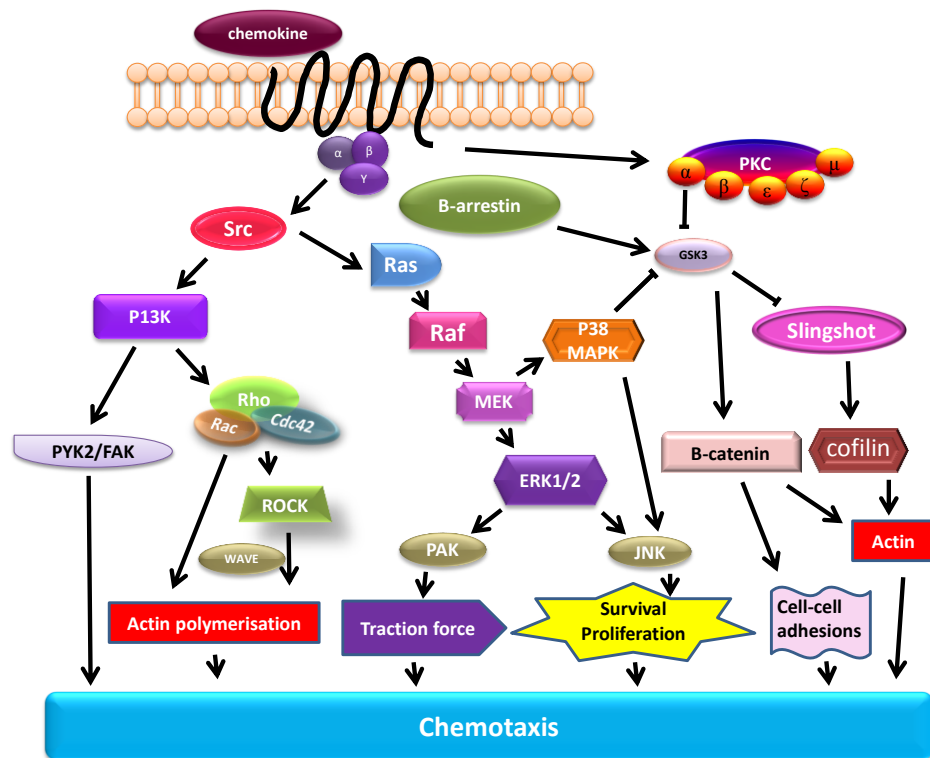 chemokine
α
β
γ
PKC
α
β
ε
ζ
μ
B-arrestin
Src
GSK3
Ras
P13K
Raf
P38
MAPK
Slingshot
MEK
Rho
Rac
Cdc42
PYK2/FAK
B-catenin
cofilin
ERK1/2
ROCK
WAVE
PAK
JNK
Actin
Actin polymerisation
Traction force
Survival
Proliferation
Cell-cell
adhesions
Chemotaxis